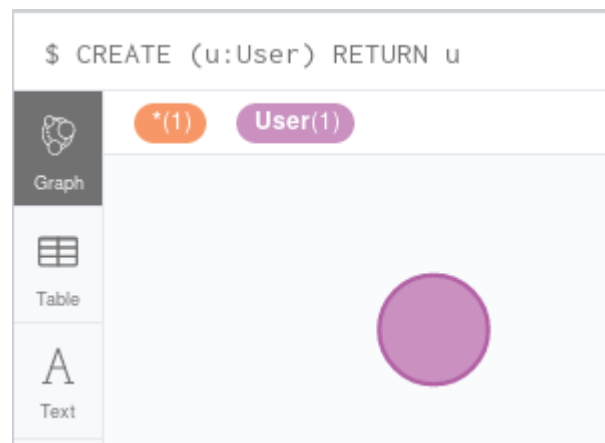 $ CREATE (u:User) RETURN u
*(1) User(1)
Graph
Table
A
Text